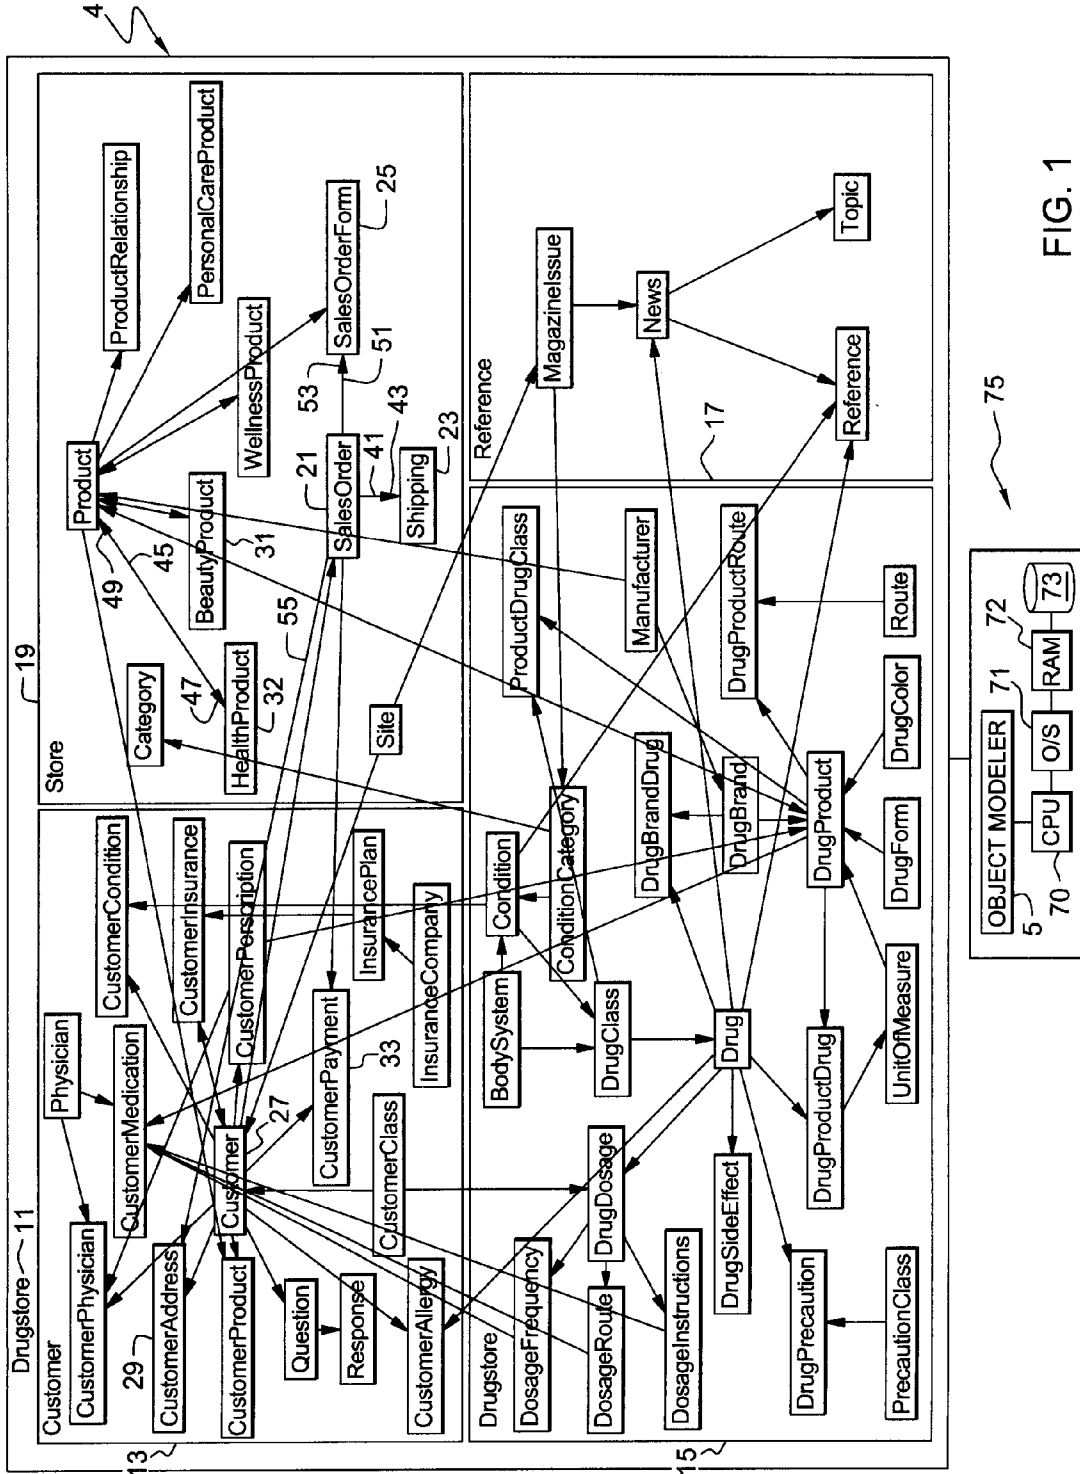 4
Drugstore 11
19
Customer
Physician
CustomerPhysician
CustomerMedication
CustomerCondition
29
CustomerAddress
Customer
27
CustomerInsurance
CustomerProduct
CustomerPerscription
Question
Response
CustomerPayment
33
InsurancePlan
CustomerClass
InsuranceCompany
CustomerAllergy
13
Store
Product
ProductRelationship
49
45
47
Category
PersonalCareProduct
HealthProduct
32
BeautyProduct
31
WellnessProduct
55
21
SalesOrder
53
51
SalesOrderForm
25
41
43
Site
Shipping
23
Drugstore
DosageFrequency
BodySystem
Condition
ProductDrugClass
DosageRoute
DrugDosage
DrugClass
ConditionCategory
Manufacturer
DosageInstructions
DrugBrandDrug
DrugSideEffect
Drug
DrugBrand
DrugProductRoute
DrugPrecaution
DrugProductDrug
DrugProduct
PrecautionClass
UnitOfMeasure
DrugForm
DrugColor
Route
15
Reference
MagazineIssue
News
17
Reference
Topic
75
OBJECT MODELER
5
71
72
CPU
O/S
RAM
73
70
FIG. 1